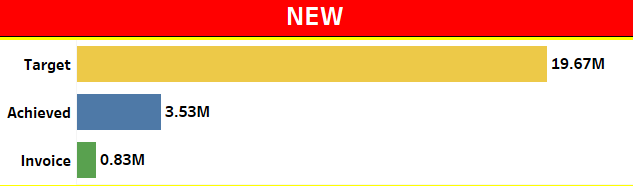 NEW
Target 19.67M
Achieved 3.53M
Invoice 0.83M